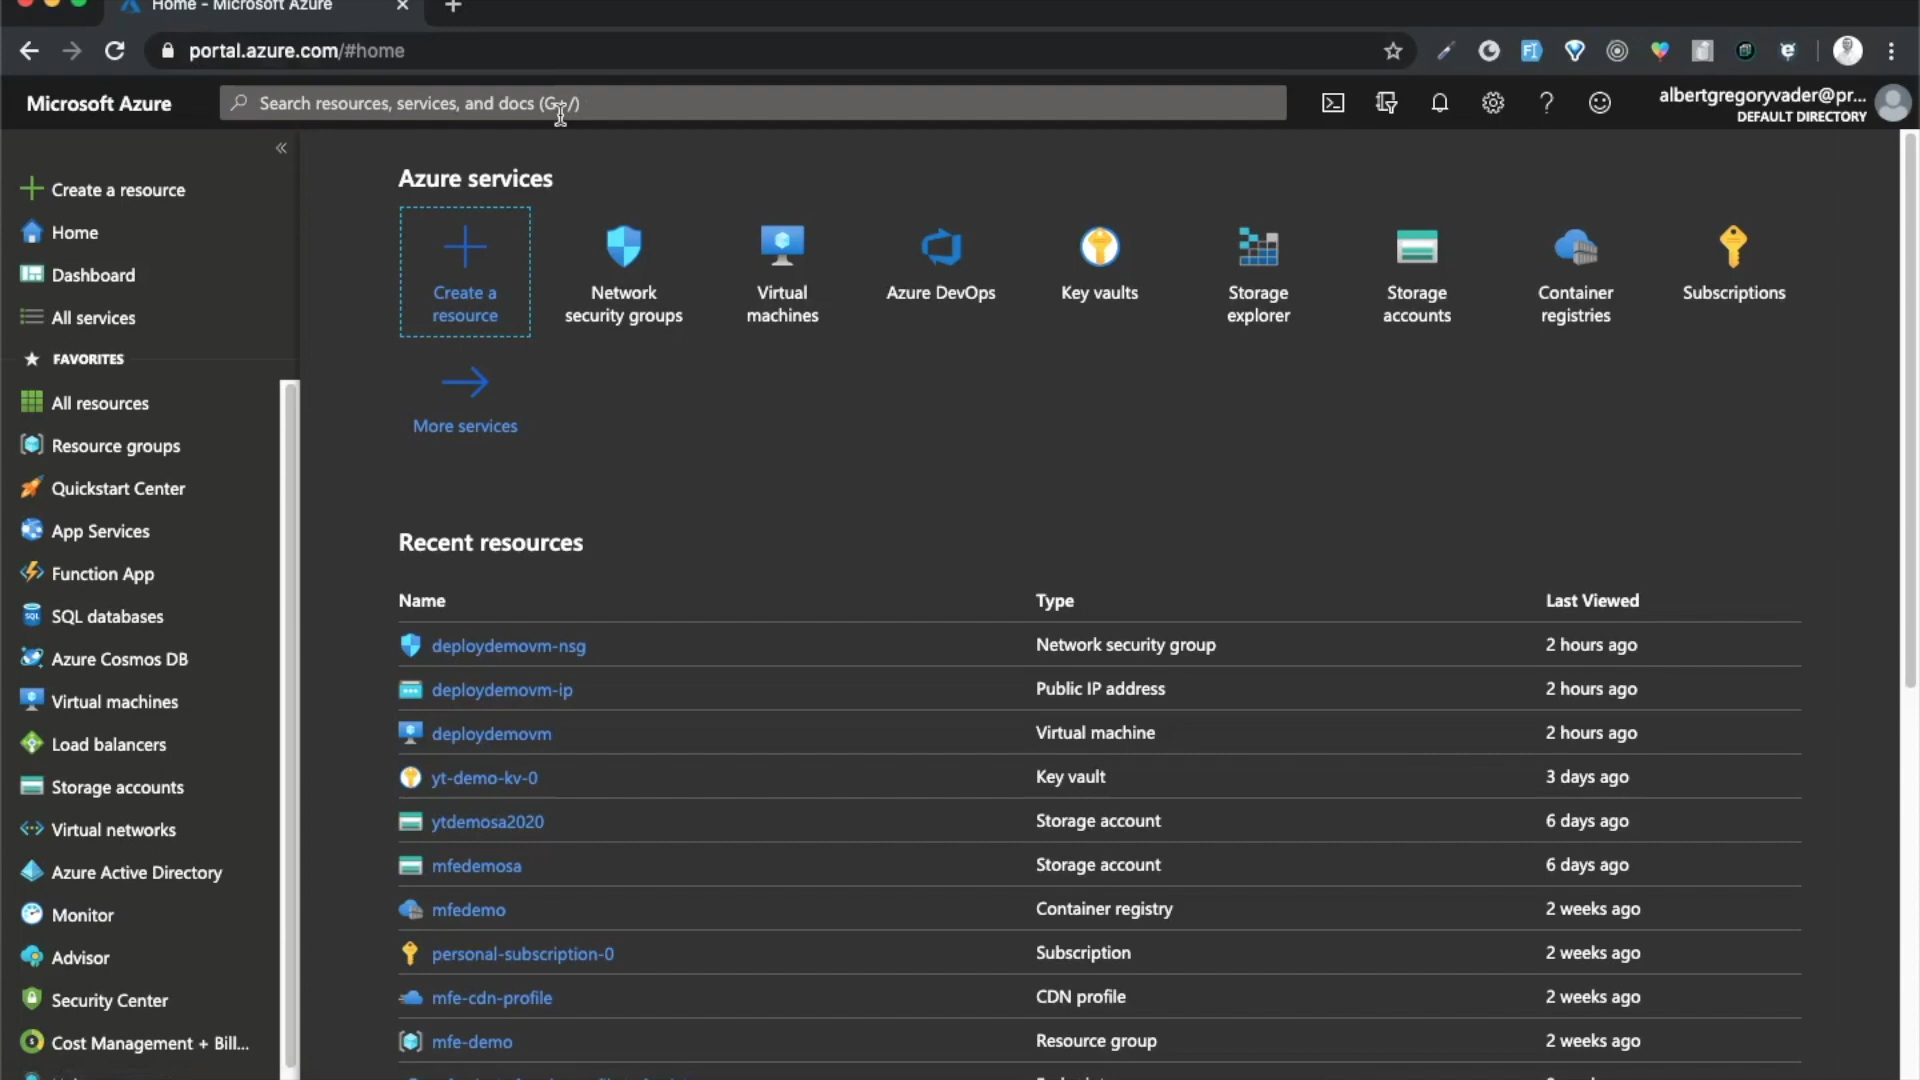 Home - Microsoft Azure
portal.azure.com/#home
Microsoft Azure
Search resources, services, and docs (G+/)
albertgregoryvader@pr...
DEFAULT DIRECTORY
Create a resource
Home
Dashboard
All services
FAVORITES
All resources
Resource groups
Quickstart Center
App Services
Function App
SQL databases
Azure Cosmos DB
Virtual machines
Load balancers
Storage accounts
Virtual networks
Azure Active Directory
Monitor
Advisor
Security Center
Cost Management + Bill...
Azure services
Create a
resource
Network
security groups
Virtual
machines
Azure DevOps
Key vaults
Storage
explorer
Storage
accounts
Container
registries
Subscriptions
More services
Recent resources
Name Type Last Viewed
deploydemovm-nsg Network security group 2 hours ago
deploydemovm-ip Public IP address 2 hours ago
deploydemovm Virtual machine 2 hours ago
yt-demo-kv-0 Key vault 3 days ago
ytdemosa2020 Storage account 6 days ago
mfedemosa Storage account 6 days ago
mfedemo Container registry 2 weeks ago
personal-subscription-0 Subscription 2 weeks ago
mfe-cdn-profile CDN profile 2 weeks ago
mfe-demo Resource group 2 weeks ago